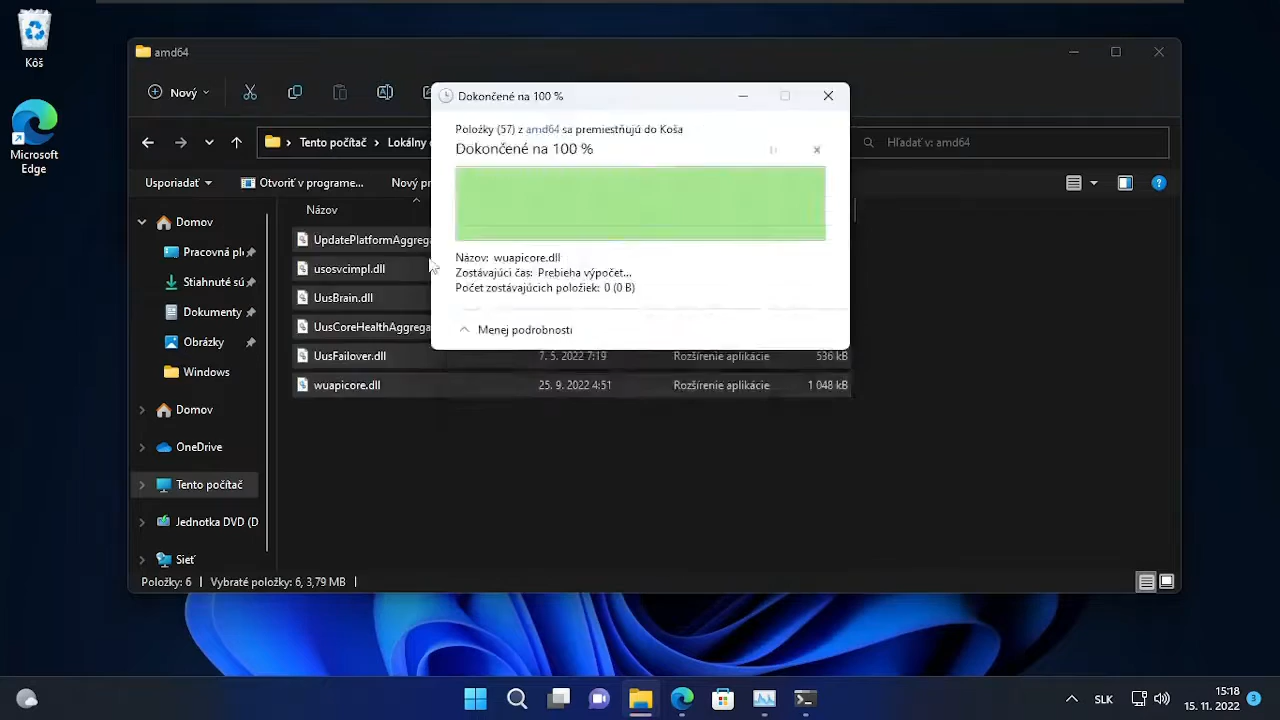 Kôš
Microsoft
Edge
amd64
Nový
Tento počítač
Lokálny
Hľadať v: amd64
Usporiadať
Otvoriť v programe...
Nový pr
Dokončené na 100 %
Položky (57) z amd64 sa premiestňujú do Koša
Dokončené na 100 %
Názov: wuapicore.dll
Zostávajúci čas: Prebieha výpočet...
Počet zostávajúcich položiek: 0 (0 B)
Menej podrobností
Domov
Pracovná pl
Stiahnuté sú
Dokumenty
Obrázky
Windows
Domov
OneDrive
Tento počítač
Jednotka DVD (D
Sieť
Názov
UpdatePlatformAggreg
usosvcimpl.dll
UusBrain.dll
UusCoreHealthAggrega
UusFailover.dll 7. 5. 2022 7:19 Rozšírenie aplikácie 536 kB
wuapicore.dll 25. 9. 2022 4:51 Rozšírenie aplikácie 1 048 kB
Položky: 6 Vybraté položky: 6, 3,79 MB
SLK
15:18
15. 11. 2022
3